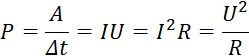 P = A/Δt = IU = I²R = U²/R